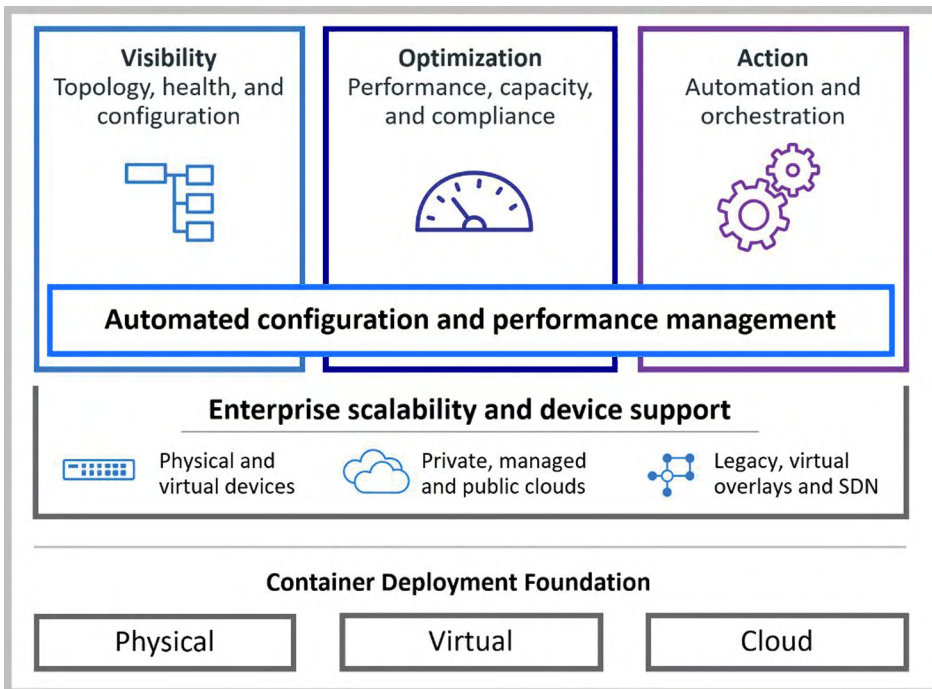 Visibility
Topology, health, and
configuration
Optimization
Performance, capacity,
and compliance
Action
Automation and
orchestration
Automated configuration and performance management
Enterprise scalability and device support
Physical and
virtual devices
Private, managed
and public clouds
Legacy, virtual
overlays and SDN
Container Deployment Foundation
Physical
Virtual
Cloud